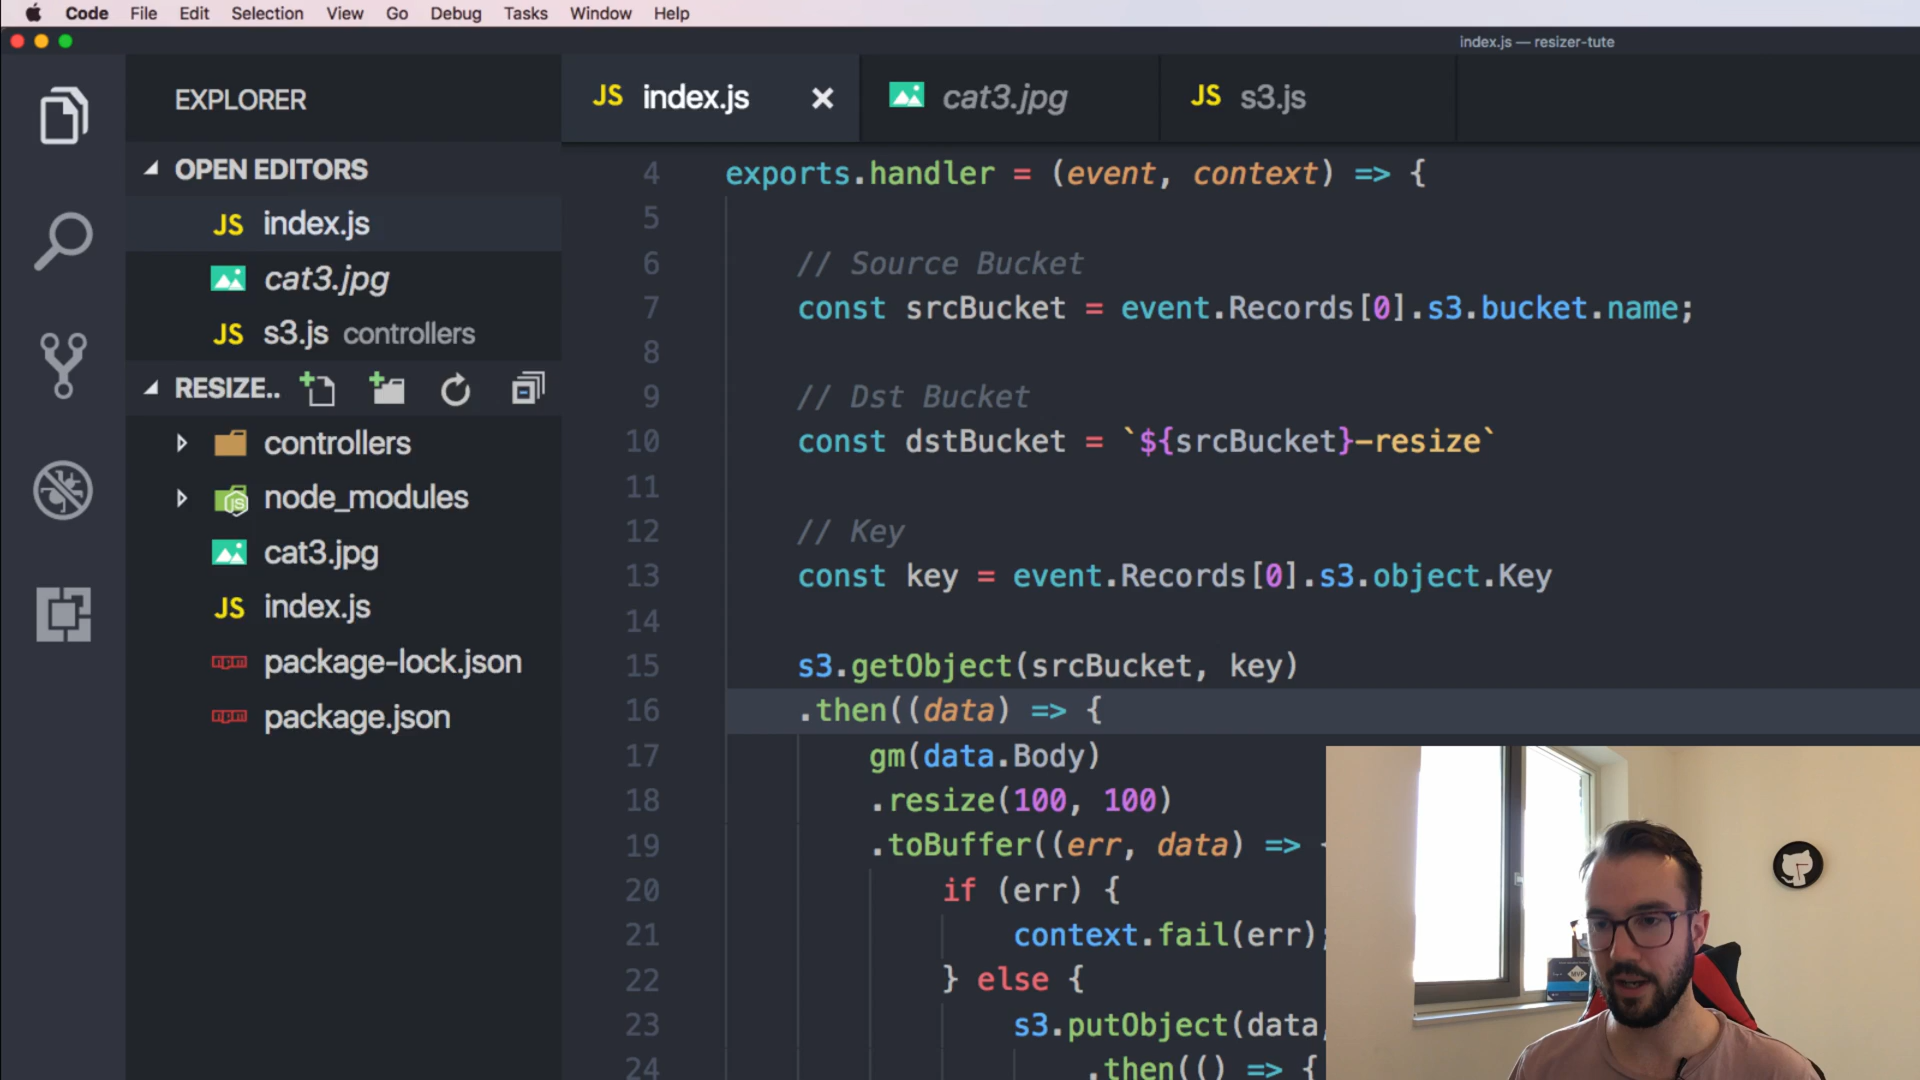 Code File Edit Selection View Go Debug Tasks Window Help
index.js — resizer-tute
EXPLORER
JS index.js
cat3.jpg
JS s3.js
OPEN EDITORS
JS index.js
cat3.jpg
JS s3.js controllers
RESIZE..
controllers
node_modules
cat3.jpg
JS index.js
npm package-lock.json
npm package.json
4 exports.handler = (event, context) => {
5
6 // Source Bucket
7 const srcBucket = event.Records[0].s3.bucket.name;
8
9 // Dst Bucket
10 const dstBucket = `${srcBucket}-resize`
11
12 // Key
13 const key = event.Records[0].s3.object.Key
14
15 s3.getObject(srcBucket, key)
16 .then((data) => {
17 gm(data.Body)
18 .resize(100, 100)
19 .toBuffer((err, data) =>
20 if (err) {
21 context.fail(err);
22 } else {
23 s3.putObject(data,
24 .then(() => {
MVP